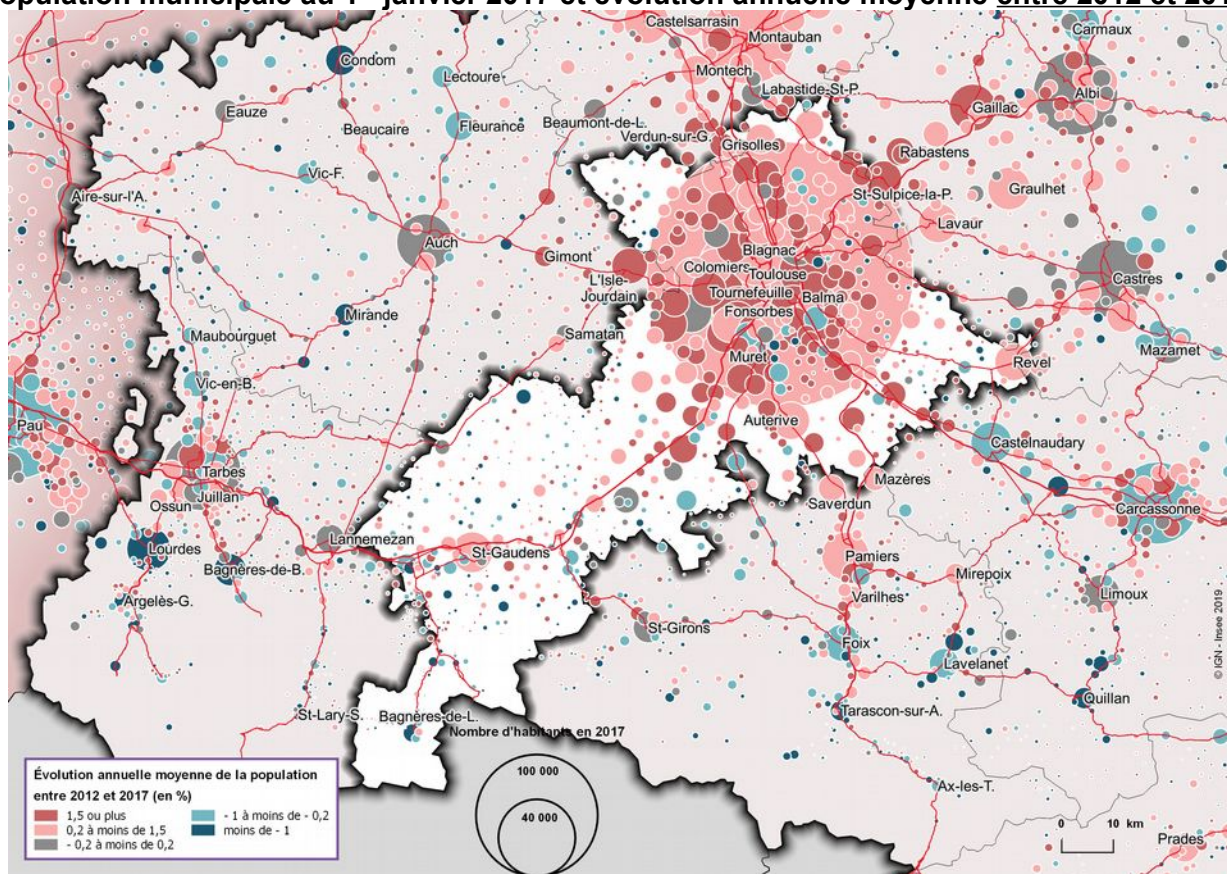 opulation municipale au 1er janvier 2017 et évolution annuelle moyenne entre 2012 et 201
Castelsarrasin
Carmaux
Montauban
Condom
Lectoure
Montech
Labastide-St-P.
Albi
Gaillac
Eauze
Beaucaire
Fleurance
Beaumont-de-L.
Verdun-sur-G.
Grisolles
Rabastens
Vic-F.
St-Sulpice-la-P.
Graulhet
Aire-sur-l'A.
Lavaur
Auch
Gimont
Blagnac
Colomiers
Toulouse
Castres
L'Isle-
Jourdain
Tournefeuille
Balma
Fonsorbes
Mirande
Samatan
Maubourguet
Muret
Revel
Mazamet
Vic-en-B.
Pau
Auterive
Castelnaudary
Tarbes
Juillan
Mazères
Ossun
Saverdun
Carcassonne
Lannemezan
Lourdes
St-Gaudens
Pamiers
Bagnères-de-B.
Mirepoix
Varilhes
Limoux
Argelès-G.
St-Girons
Foix
Lavelanet
Quillan
St-Lary-S.
Bagnères-de-L.
Tarascon-sur-A.
Ax-les-T.
Prades
Nombre d'habitants en 2017
100 000
40 000
Évolution annuelle moyenne de la population
entre 2012 et 2017 (en %)
1,5 ou plus
0,2 à moins de 1,5
- 0,2 à moins de 0,2
- 1 à moins de - 0,2
moins de - 1
0 10 km
© IGN - Insee 2019